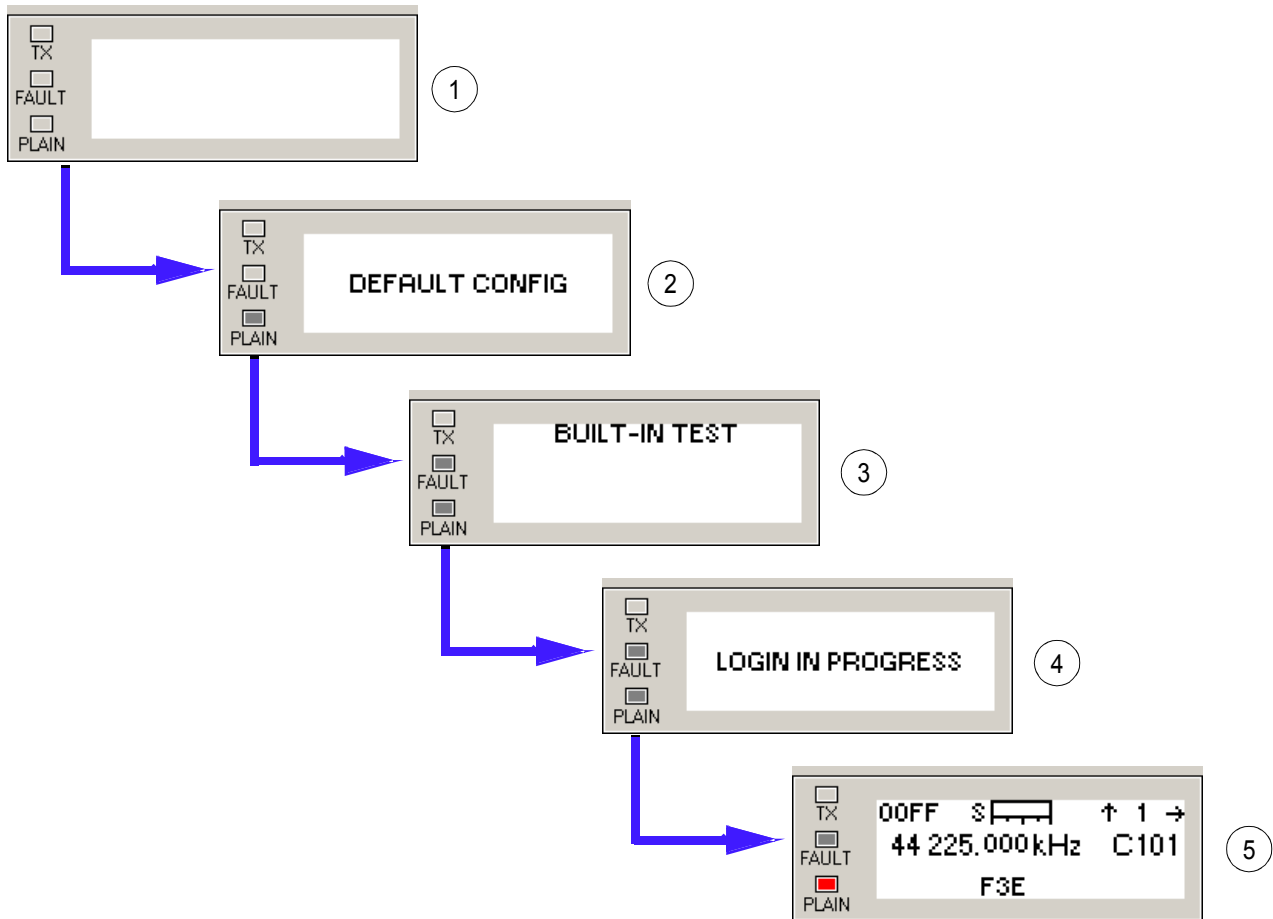 TX
FAULT
PLAIN
1
TX
FAULT
PLAIN
DEFAULT CONFIG
2
TX
FAULT
PLAIN
BUILT-IN TEST
3
TX
FAULT
PLAIN
LOGIN IN PROGRESS
4
TX
FAULT
PLAIN
00FF S ↑ 1 →
44 225.000 kHz C101
F3E
5